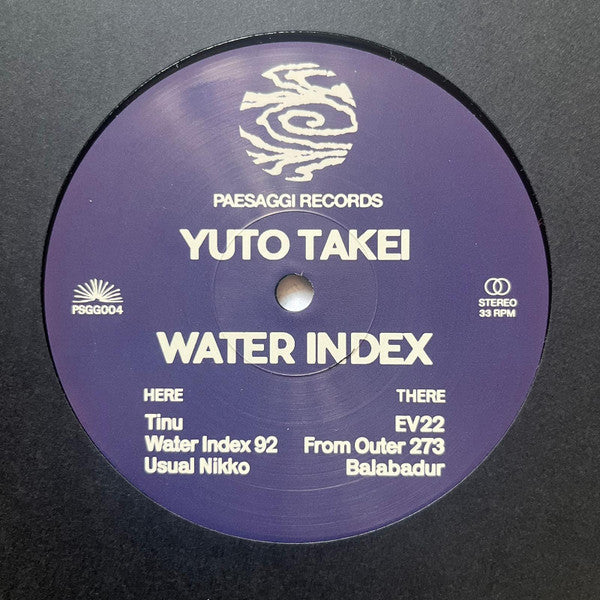 PAESAGGI RECORDS
YUTO TAKEI
PSGG004
STEREO
33 RPM
WATER INDEX
HERE
Tinu
Water Index 92
Usual Nikko
THERE
EV22
From Outer 273
Balabadur